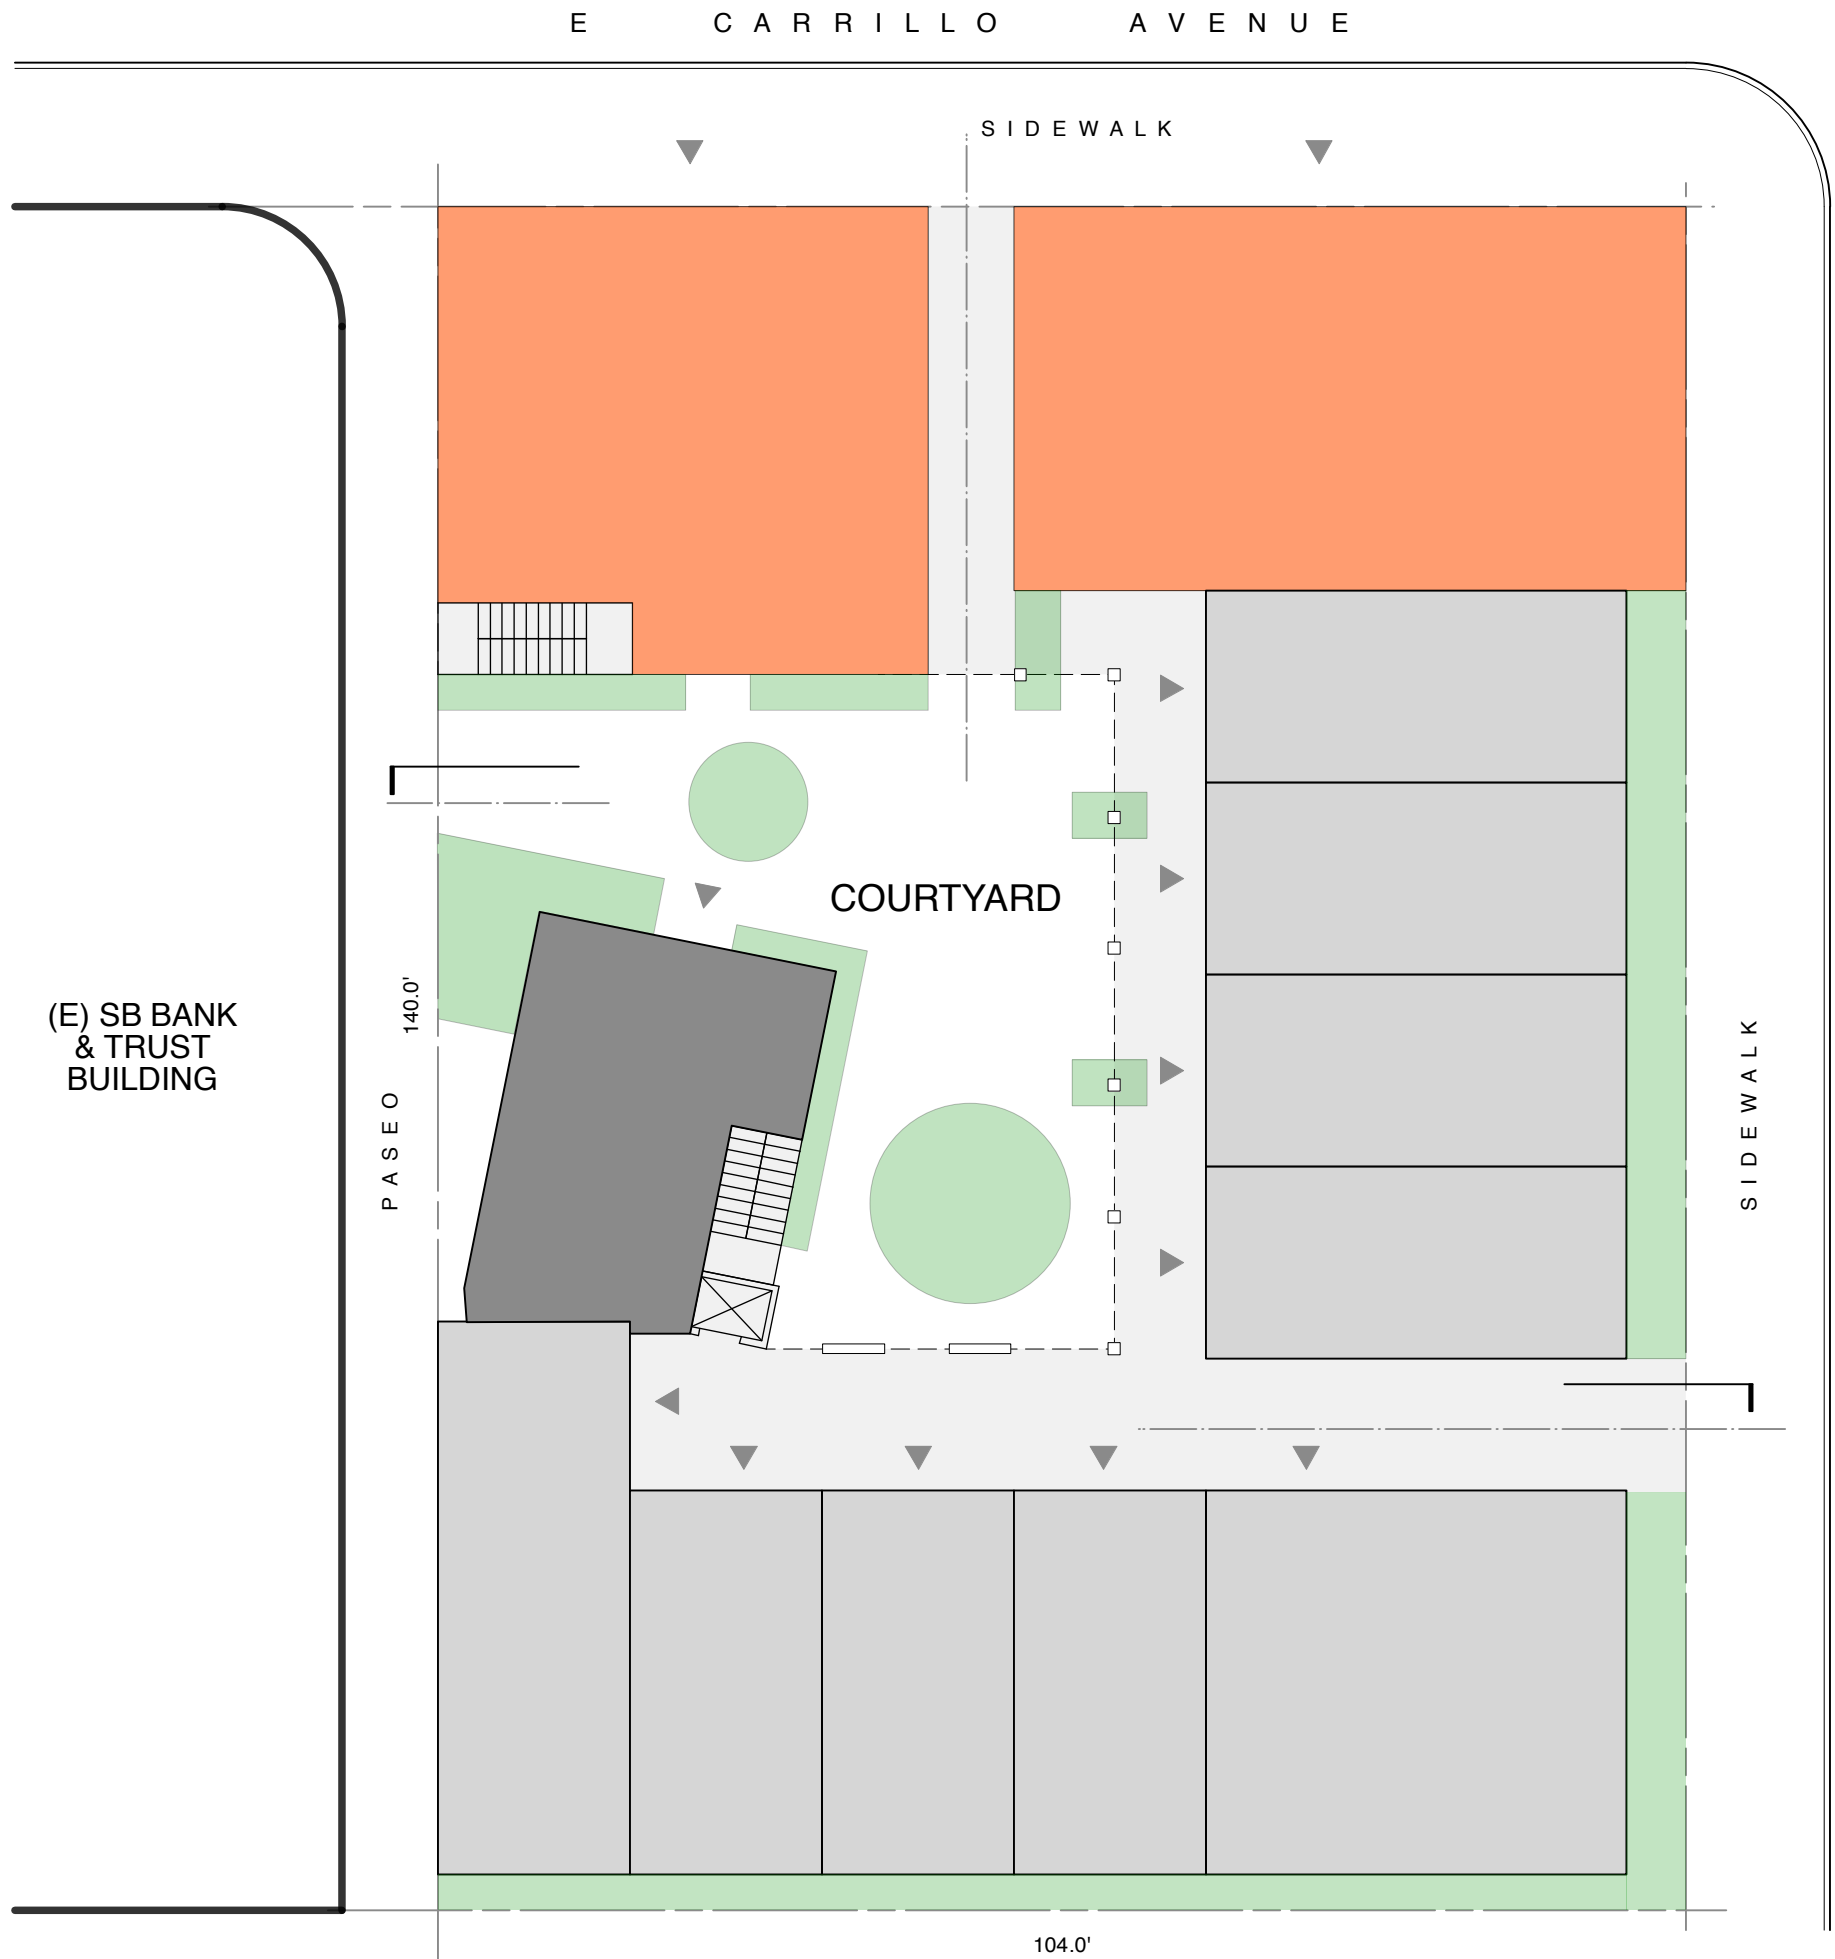 E CARRILLO AVENUE
SIDEWALK
COURTYARD
140.0'
(E) SB BANK
& TRUST
BUILDING
PASEO
SIDEWALK
104.0'